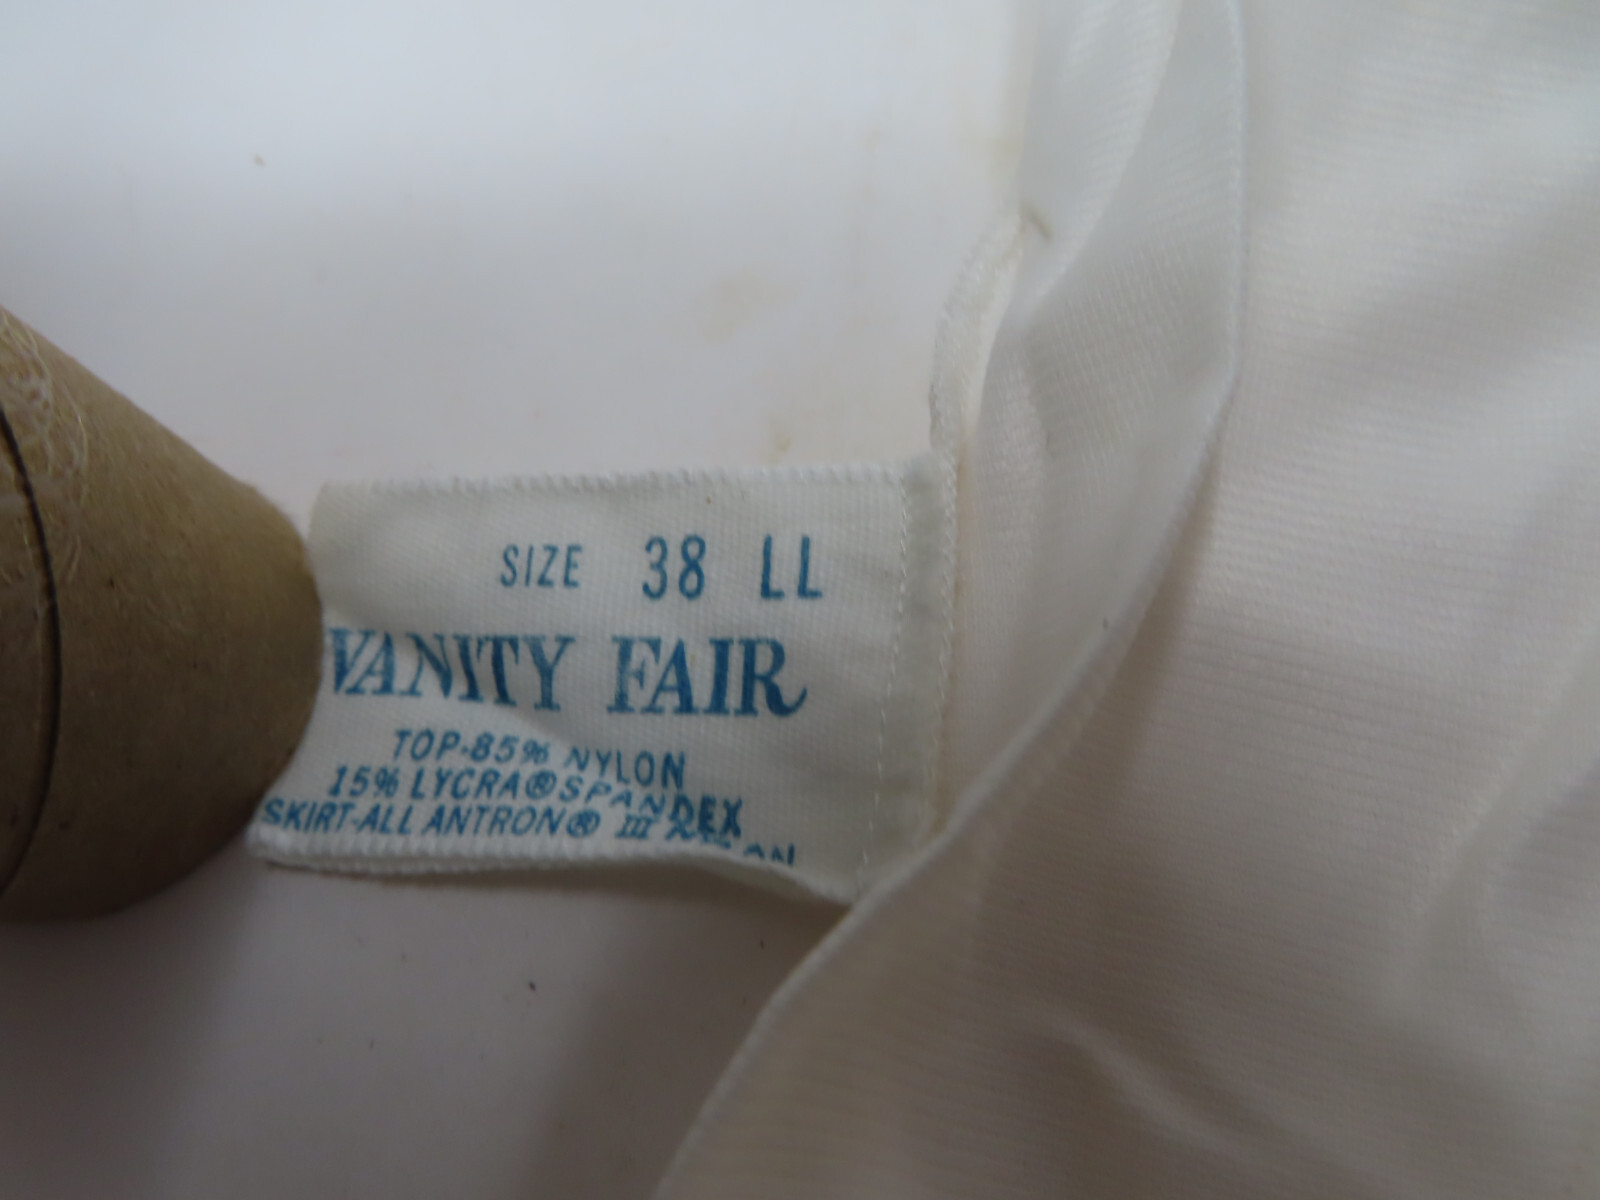 SIZE 38 LL
VANITY FAIR
TOP-85% NYLON
15% LYCRA® SPANDEX
SKIRT-ALL ANTRON® III